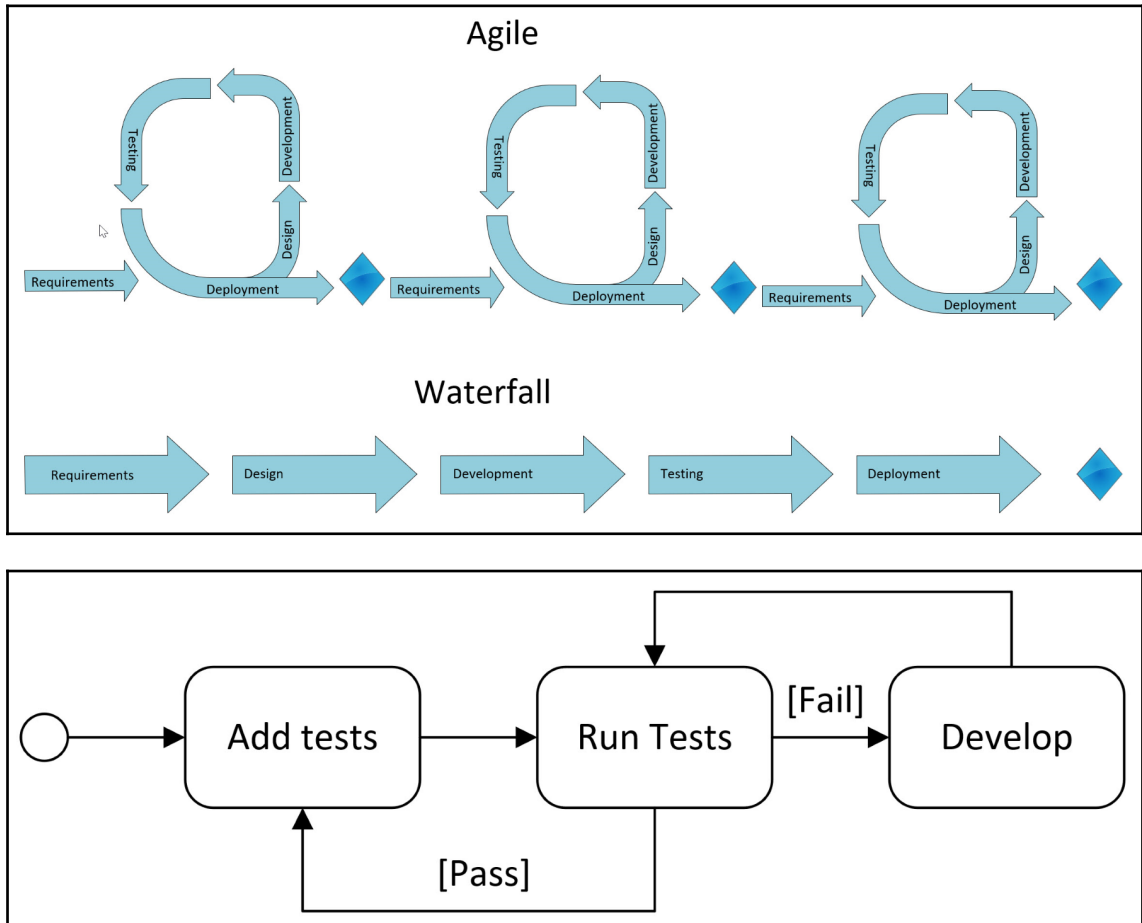 Agile
Testing
Development
Design
Requirements
Deployment
Testing
Development
Design
Requirements
Deployment
Testing
Development
Design
Requirements
Deployment
Waterfall
Requirements
Design
Development
Testing
Deployment
[Fail]
Add tests
Run Tests
Develop
[Pass]